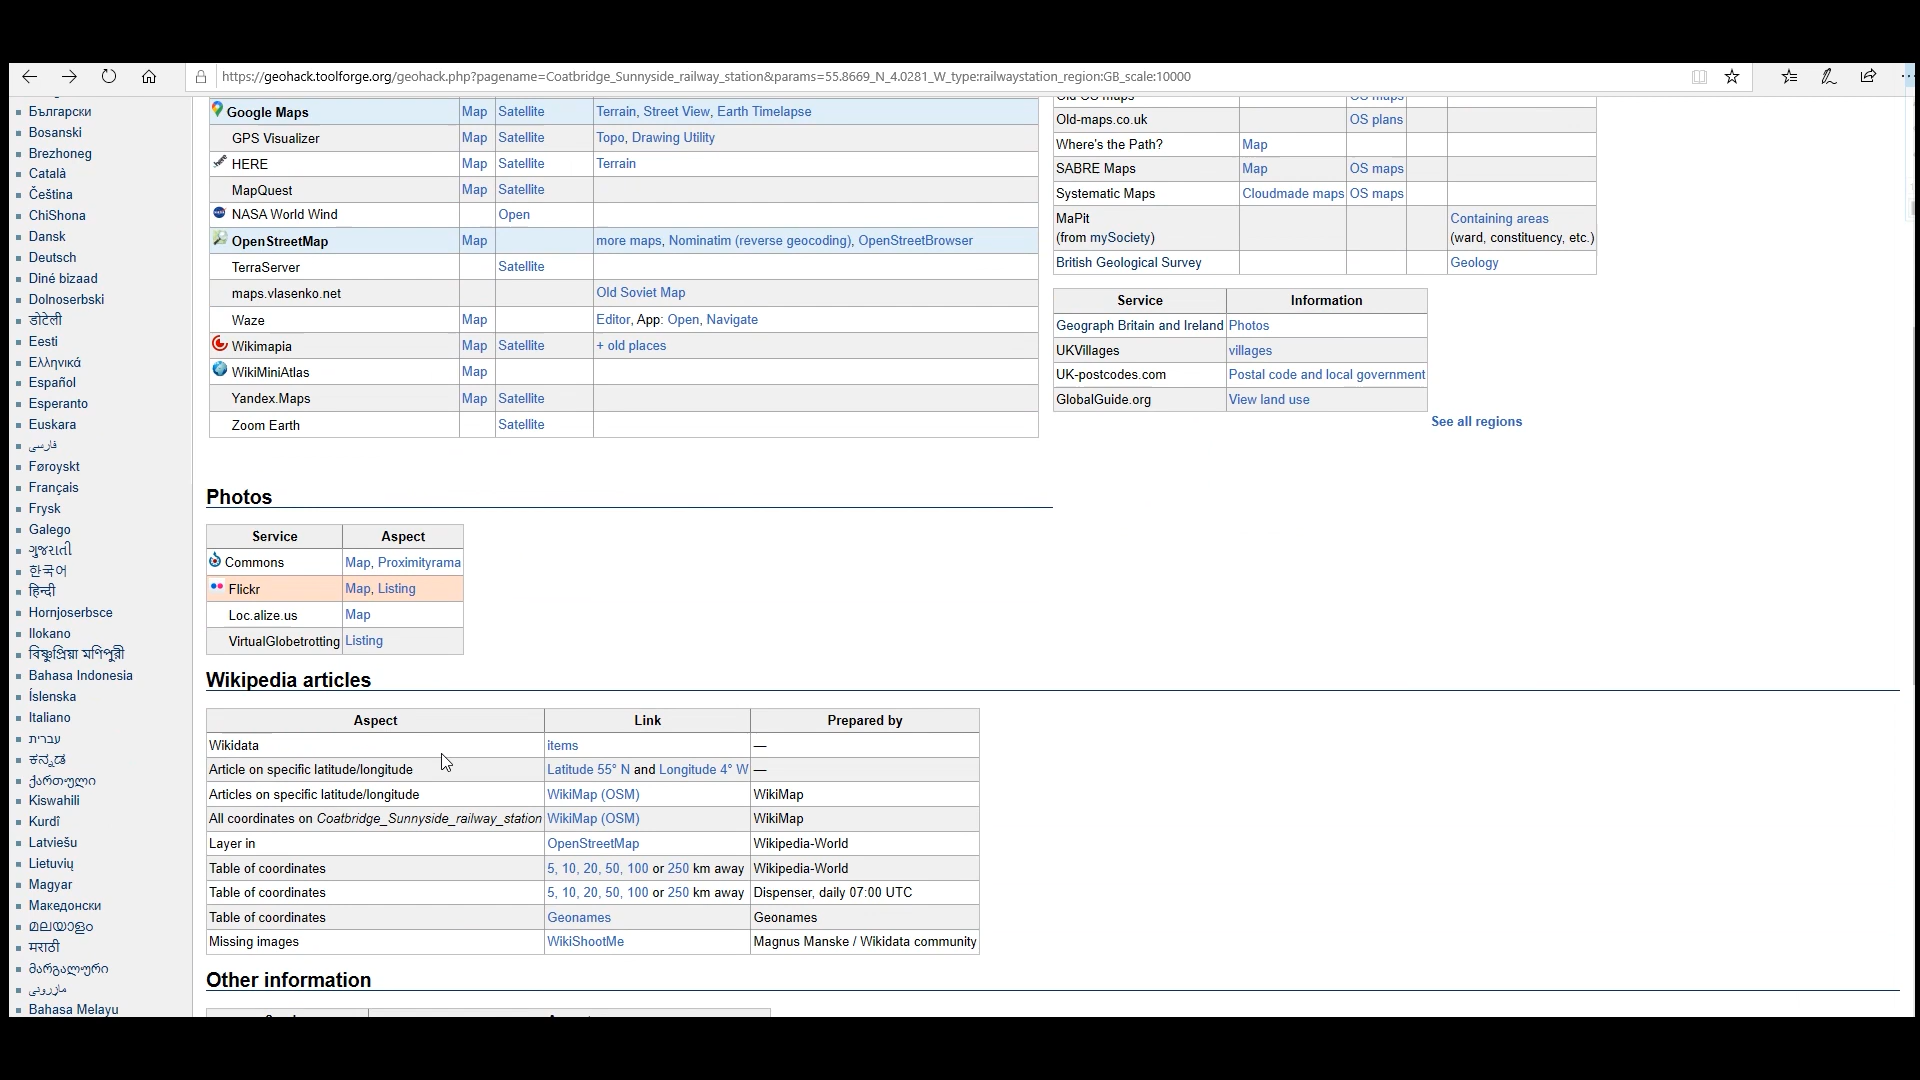 https://geohack.toolforge.org/geohack.php?pagename=Coatbridge_Sunnyside_railway_station&params=55.8669_N_4.0281_W_type:railwaystation_region:GB_scale:10000
Български
Bosanski
Brezhoneg
Català
Čeština
ChiShona
Dansk
Deutsch
Diné bizaad
Dolnoserbski
डोटेली
Eesti
Ελληνικά
Español
Esperanto
Euskara
فارسی
Føroyskt
Français
Frysk
Galego
ગુજરાતી
한국어
हिन्दी
Hornjoserbsce
Ilokano
বিষ্ণুপ্রিয়া মণিপুরী
Bahasa Indonesia
Íslenska
Italiano
עברית
ಕನ್ನಡ
ქართული
Kiswahili
Kurdî
Latviešu
Lietuvių
Magyar
Македонски
മലയാളം
मराठी
მარგალური
مازِرونی
Bahasa Melayu
Google Maps Map Satellite Terrain, Street View, Earth Timelapse
GPS Visualizer Map Satellite Topo, Drawing Utility
HERE Map Satellite Terrain
MapQuest Map Satellite
NASA World Wind Open
OpenStreetMap Map more maps, Nominatim (reverse geocoding), OpenStreetBrowser
TerraServer Satellite
maps.vlasenko.net Old Soviet Map
Waze Map Editor, App: Open, Navigate
Wikimapia Map Satellite + old places
WikiMiniAtlas Map
Yandex.Maps Map Satellite
Zoom Earth Satellite
Old OS maps OS maps
Old-maps.co.uk OS plans
Where's the Path? Map
SABRE Maps Map OS maps
Systematic Maps Cloudmade maps OS maps
MaPit Containing areas
(from mySociety) (ward, constituency, etc.)
British Geological Survey Geology
Service Information
Geograph Britain and Ireland Photos
UKVillages villages
UK-postcodes.com Postal code and local government
GlobalGuide.org View land use
See all regions
Photos
Service Aspect
Commons Map, Proximityrama
Flickr Map, Listing
Loc.alize.us Map
VirtualGlobetrotting Listing
Wikipedia articles
Aspect Link Prepared by
Wikidata items —
Article on specific latitude/longitude Latitude 55° N and Longitude 4° W —
Articles on specific latitude/longitude WikiMap (OSM) WikiMap
All coordinates on Coatbridge_Sunnyside_railway_station WikiMap (OSM) WikiMap
Layer in OpenStreetMap Wikipedia-World
Table of coordinates 5, 10, 20, 50, 100 or 250 km away Wikipedia-World
Table of coordinates 5, 10, 20, 50, 100 or 250 km away Dispenser, daily 07:00 UTC
Table of coordinates Geonames Geonames
Missing images WikiShootMe Magnus Manske / Wikidata community
Other information